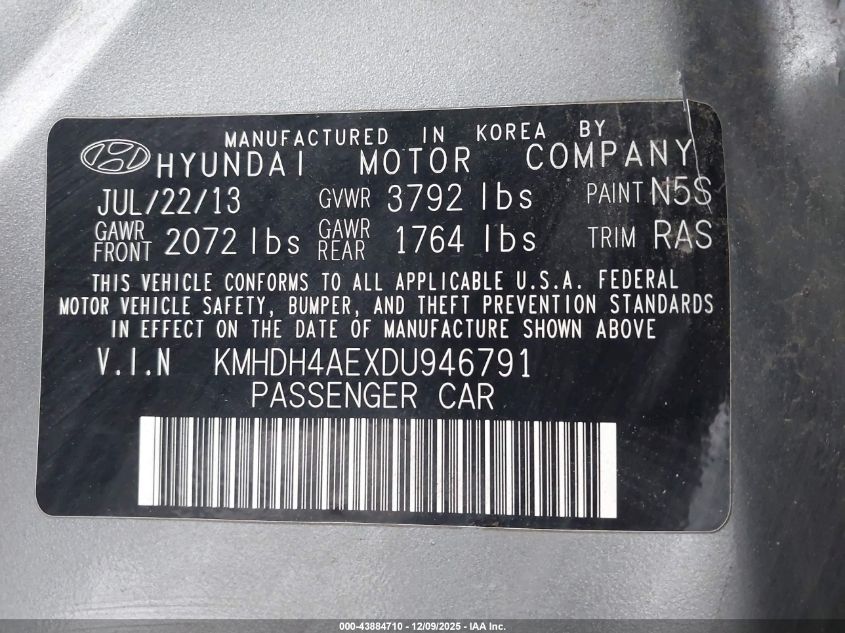 MANUFACTURED IN KOREA BY
HYUNDAI MOTOR COMPANY
JUL/22/13 GVWR 3792 lbs PAINT N5S
GAWR FRONT 2072 lbs GAWR REAR 1764 lbs TRIM RAS
THIS VEHICLE CONFORMS TO ALL APPLICABLE U.S.A. FEDERAL
MOTOR VEHICLE SAFETY, BUMPER, AND THEFT PREVENTION STANDARDS
IN EFFECT ON THE DATE OF MANUFACTURE SHOWN ABOVE
V.I.N KMHDH4AEXDU946791
PASSENGER CAR
000-43884710 - 12/09/2025 - IAA Inc.